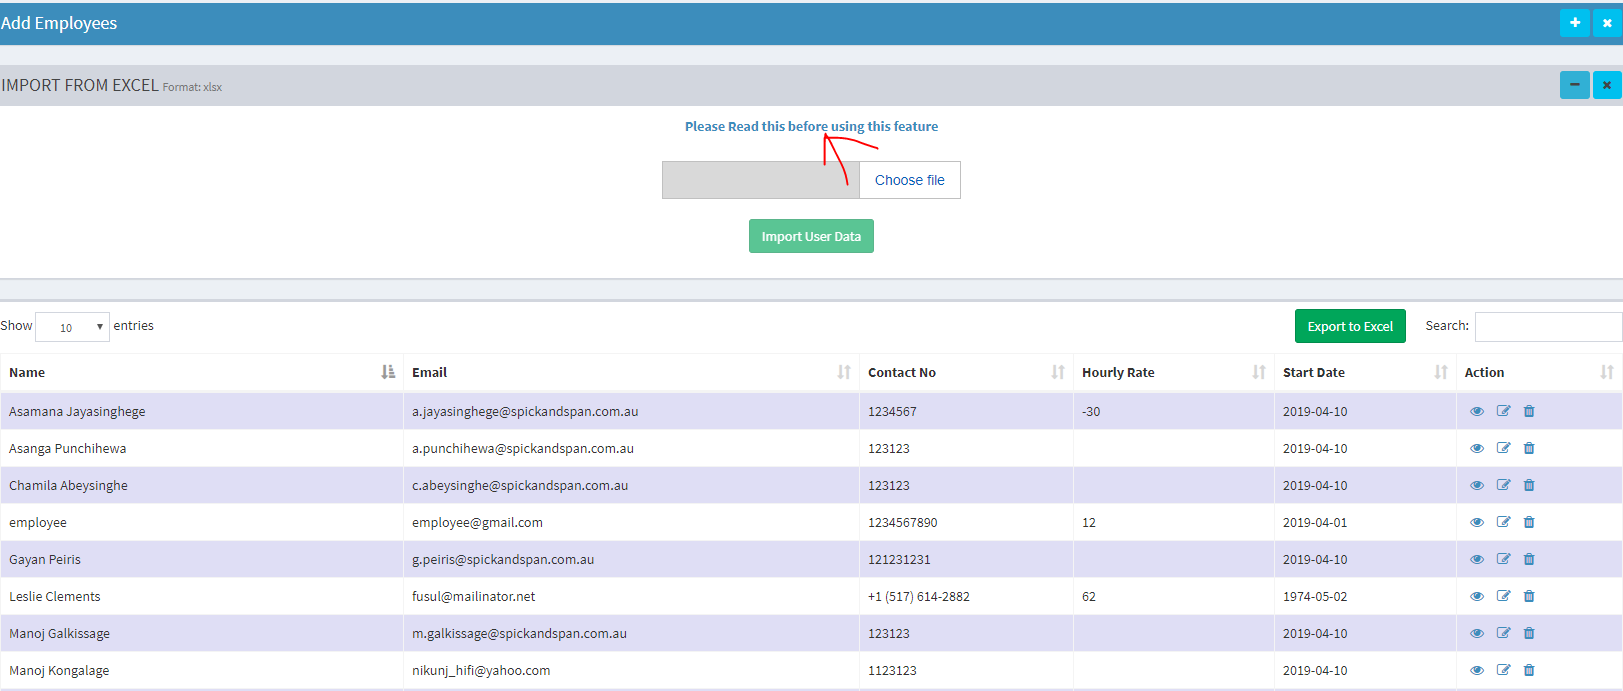 Add Employees
IMPORT FROM EXCEL Format: xlsx
Please Read this before using this feature
Choose file
Import User Data
Show 10 entries Export to Excel Search:
Name Email Contact No Hourly Rate Start Date Action
Asamana Jayasinghege a.jayasinghege@spickandspan.com.au 1234567 -30 2019-04-10
Asanga Punchihewa a.punchihewa@spickandspan.com.au 123123 2019-04-10
Chamila Abeysinghe c.abeysinghe@spickandspan.com.au 123123 2019-04-10
employee employee@gmail.com 1234567890 12 2019-04-01
Gayan Peiris g.peiris@spickandspan.com.au 121231231 2019-04-10
Leslie Clements fusul@mailinator.net +1 (517) 614-2882 62 1974-05-02
Manoj Galkissage m.galkissage@spickandspan.com.au 123123 2019-04-10
Manoj Kongalage nikunj_hifi@yahoo.com 1123123 2019-04-10